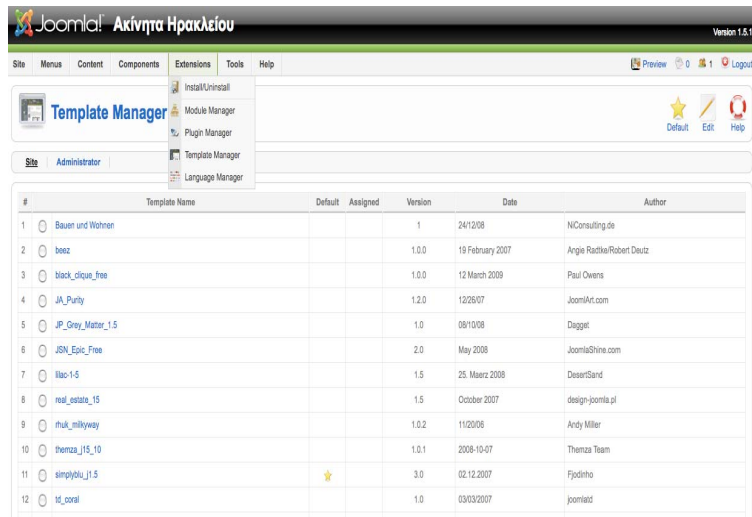 Joomla! Ακίνητα Ηρακλείου
Version 1.5.1
Site Menus Content Components Extensions Tools Help Preview 0 1 Logout
Install/Uninstall
Module Manager
Plugin Manager
Template Manager
Language Manager
Template Manager
Default Edit Help
Site Administrator
# Template Name Default Assigned Version Date Author
1 Bauen und Wohnen 1 24/12/08 NiConsulting.de
2 beez 1.0.0 19 February 2007 Angie Radtke/Robert Deutz
3 black_clique_free 1.0.0 12 March 2009 Paul Owens
4 JA_Purity 1.2.0 12/26/07 JoomlArt.com
5 JP_Grey_Matter_1.5 1.0 08/10/08 Dagget
6 JSN_Epic_Free 2.0 May 2008 JoomlaShine.com
7 lilac-1-5 1.5 25. Maerz 2008 DesertSand
8 real_estate_15 1.5 October 2007 design-joomla.pl
9 rhuk_milkyway 1.0.2 11/20/06 Andy Miller
10 themza_j15_10 1.0.1 2008-10-07 Themza Team
11 simplyblu_j1.5 3.0 02.12.2007 Fjodinho
12 td_coral 1.0 03/03/2007 joomlatd